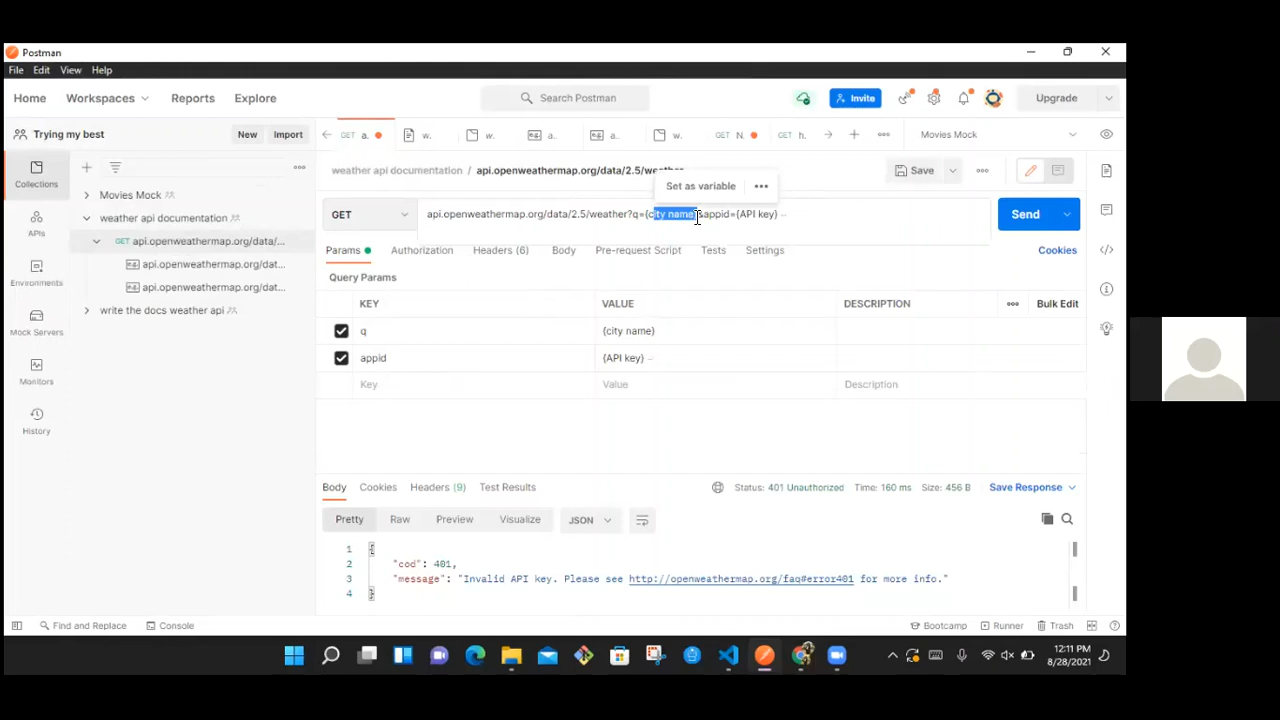 Postman
File Edit View Help
Home Workspaces Reports Explore Search Postman Invite Upgrade
Trying my best New Import GET a. w. w. a. a. w. GET N. GET h. Movies Mock
Collections
APIs
Environments
Mock Servers
Monitors
History
Movies Mock
weather api documentation
GET api.openweathermap.org/data/...
api.openweathermap.org/dat...
api.openweathermap.org/dat...
write the docs weather api
weather api documentation / api.openweathermap.org/data/2.5/weather Save
Set as variable
GET api.openweathermap.org/data/2.5/weather?q={city name}&appid={API key} Send
Params Authorization Headers (6) Body Pre-request Script Tests Settings Cookies
Query Params
KEY VALUE DESCRIPTION Bulk Edit
q {city name}
appid {API key}
Key Value Description
Body Cookies Headers (9) Test Results Status: 401 Unauthorized Time: 160 ms Size: 456 B Save Response
Pretty Raw Preview Visualize JSON
1 {
2 "cod": 401,
3 "message": "Invalid API key. Please see http://openweathermap.org/faq#error401 for more info."
4 }
Find and Replace Console Bootcamp Runner Trash
12:11 PM
8/28/2021